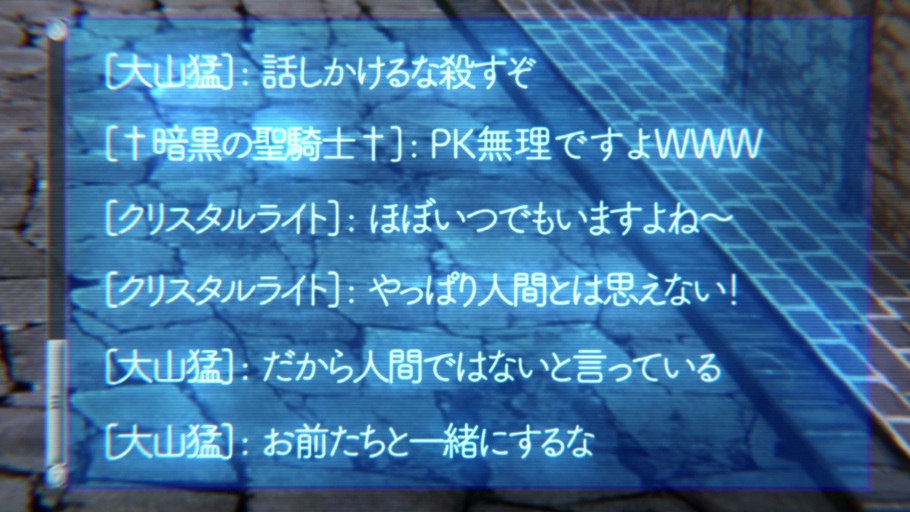 [大山猛]: 話しかけるな殺すぞ
[†暗黒の聖騎士†]: PK無理ですよWWW
[クリスタルライト]: ほぼいつでもいますよね～
[クリスタルライト]: やっぱり人間とは思えない!
[大山猛]: だから人間ではないと言っている
[大山猛]: お前たちと一緒にするな